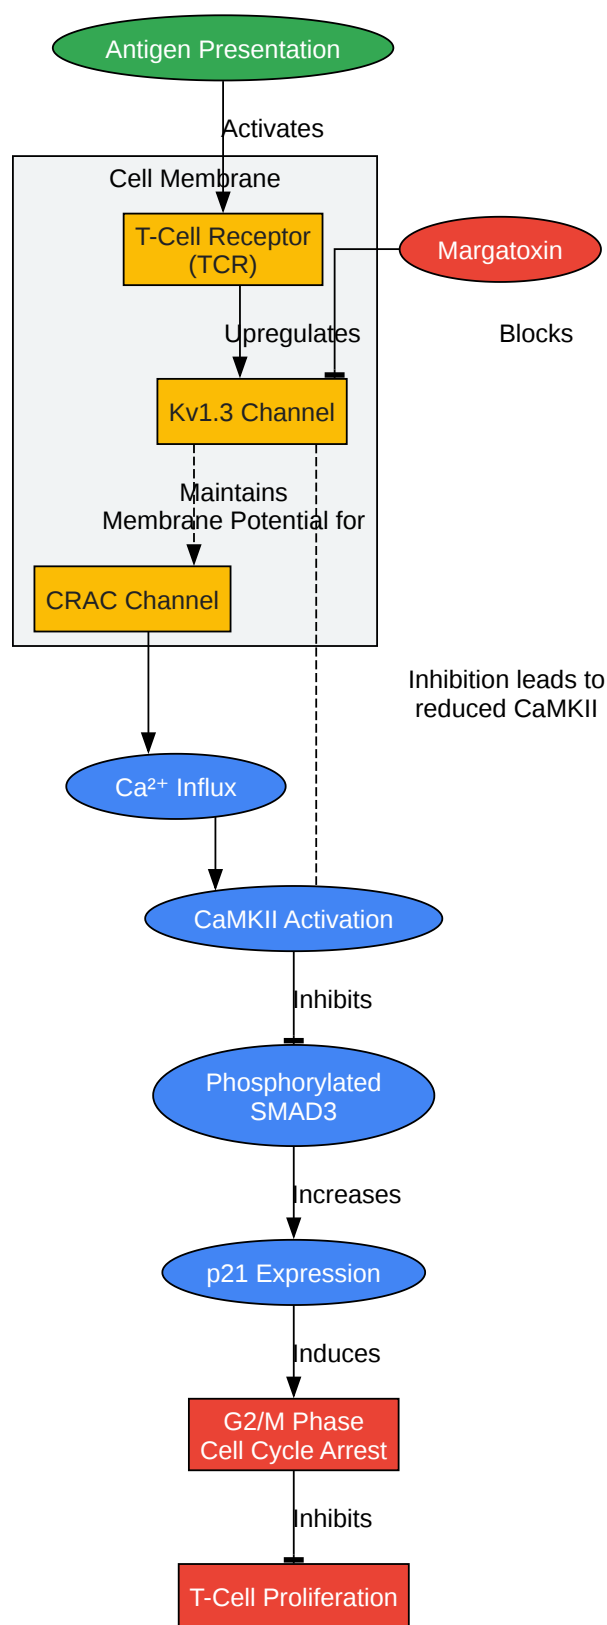 Antigen Presentation
Activates
Cell Membrane
T-Cell Receptor
(TCR)
Margatoxin
Upregulates
Blocks
Kv1.3 Channel
Maintains
Membrane Potential for
CRAC Channel
Inhibition leads to
reduced CaMKII
Ca²⁺ Influx
CaMKII Activation
Inhibits
Phosphorylated
SMAD3
Increases
p21 Expression
Induces
G2/M Phase
Cell Cycle Arrest
Inhibits
T-Cell Proliferation